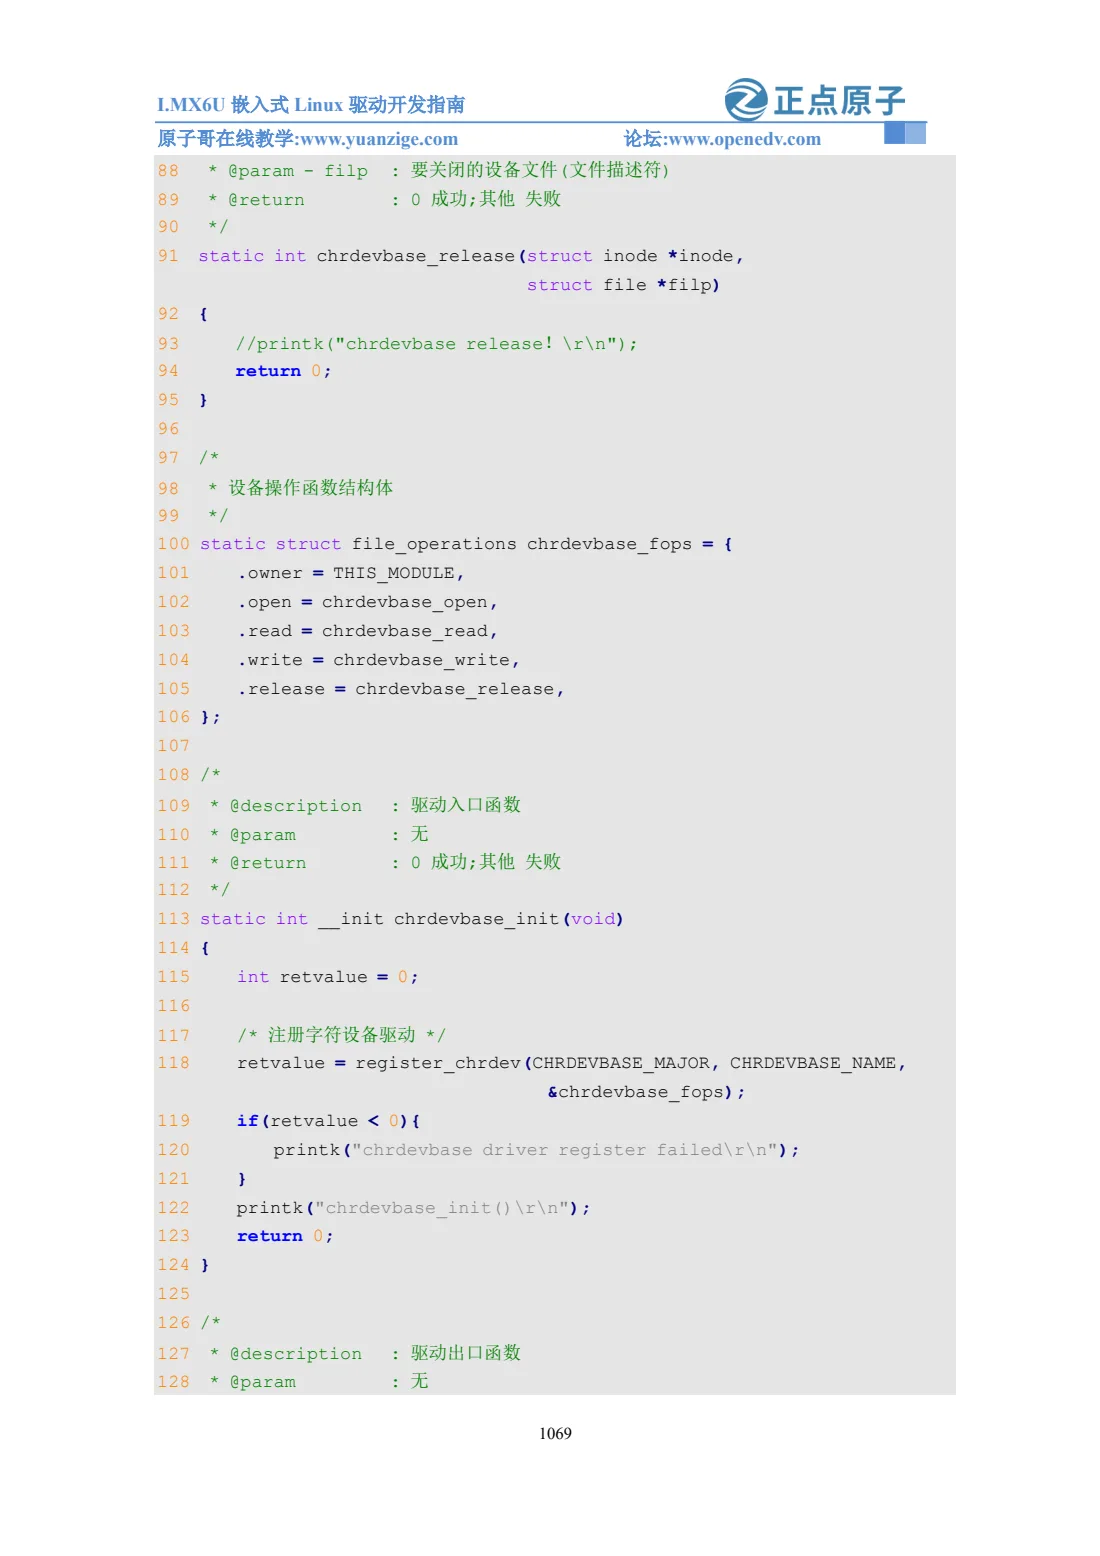 I.MX6U 嵌入式 Linux 驱动开发指南
正点原子
原子哥在线教学:www.yuanzige.com 论坛:www.openedv.com
88 * @param - filp : 要关闭的设备文件(文件描述符)
89 * @return : 0 成功;其他 失败
90 */
91 static int chrdevbase_release(struct inode *inode,
struct file *filp)
92 {
93 //printk("chrdevbase release！\r\n");
94 return 0;
95 }
96
97 /*
98 * 设备操作函数结构体
99 */
100 static struct file_operations chrdevbase_fops = {
101 .owner = THIS_MODULE,
102 .open = chrdevbase_open,
103 .read = chrdevbase_read,
104 .write = chrdevbase_write,
105 .release = chrdevbase_release,
106 };
107
108 /*
109 * @description : 驱动入口函数
110 * @param : 无
111 * @return : 0 成功;其他 失败
112 */
113 static int __init chrdevbase_init(void)
114 {
115 int retvalue = 0;
116
117 /* 注册字符设备驱动 */
118 retvalue = register_chrdev(CHRDEVBASE_MAJOR, CHRDEVBASE_NAME,
&chrdevbase_fops);
119 if(retvalue < 0){
120 printk("chrdevbase driver register failed\r\n");
121 }
122 printk("chrdevbase_init()\r\n");
123 return 0;
124 }
125
126 /*
127 * @description : 驱动出口函数
128 * @param : 无
1069